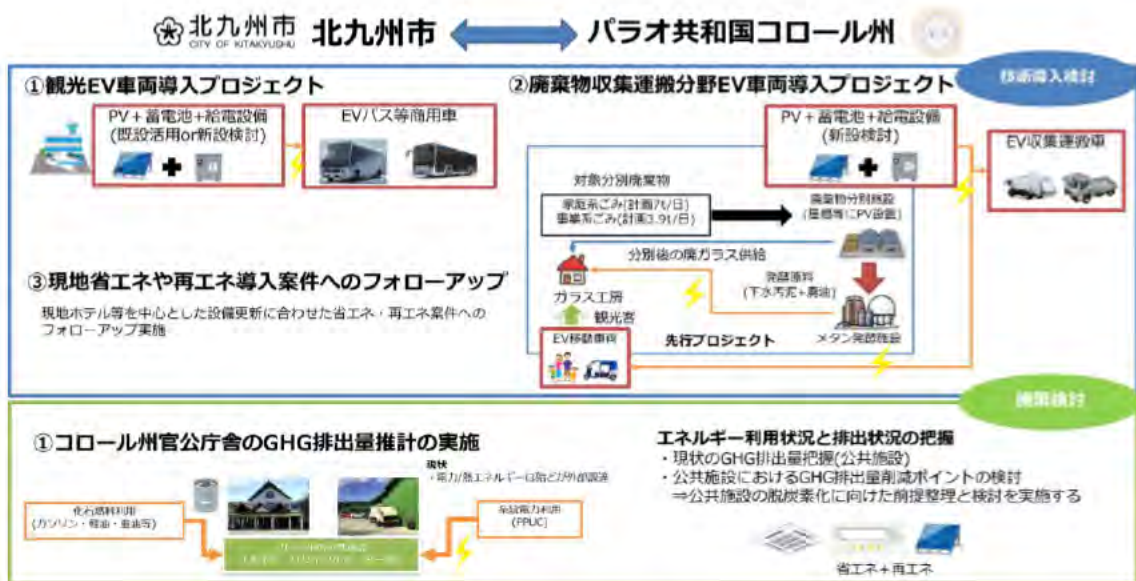 北九州市
CITY OF KITAKYUSHU
北九州市
パラオ共和国コロール州
技術導入検討
①観光EV車両導入プロジェクト
PV+蓄電池+給電設備
(既設活用or新設検討)
EVバス等商用車
②廃棄物収集運搬分野EV車両導入プロジェクト
PV+蓄電池+給電設備
(新設検討)
EV収集運搬車
対象分別廃棄物
家庭系ごみ(計画7t/日)
事業系ごみ(計画3.9t/日)
廃棄物分別施設
(屋根等にPV設置)
分別後の廃ガラス供給
発酵原料
(下水汚泥+廃油)
ガラス工房
観光客
メタン発酵施設
EV移動車両
先行プロジェクト
③現地省エネや再エネ導入案件へのフォローアップ
現地ホテル等を中心とした設備更新に合わせた省エネ・再エネ案件への
フォローアップ実施
施策検討
①コロール州官公庁舎のGHG排出量推計の実施
現状
・電力/熱エネルギーは殆どが外部調達
化石燃料利用
(ガソリン・軽油・重油等)
系統電力利用
(PPUC)
エネルギー利用状況と排出状況の把握
・現状のGHG排出量把握(公共施設)
・公共施設におけるGHG排出量削減ポイントの検討
⇒公共施設の脱炭素化に向けた前提整理と検討を実施する
省エネ+再エネ